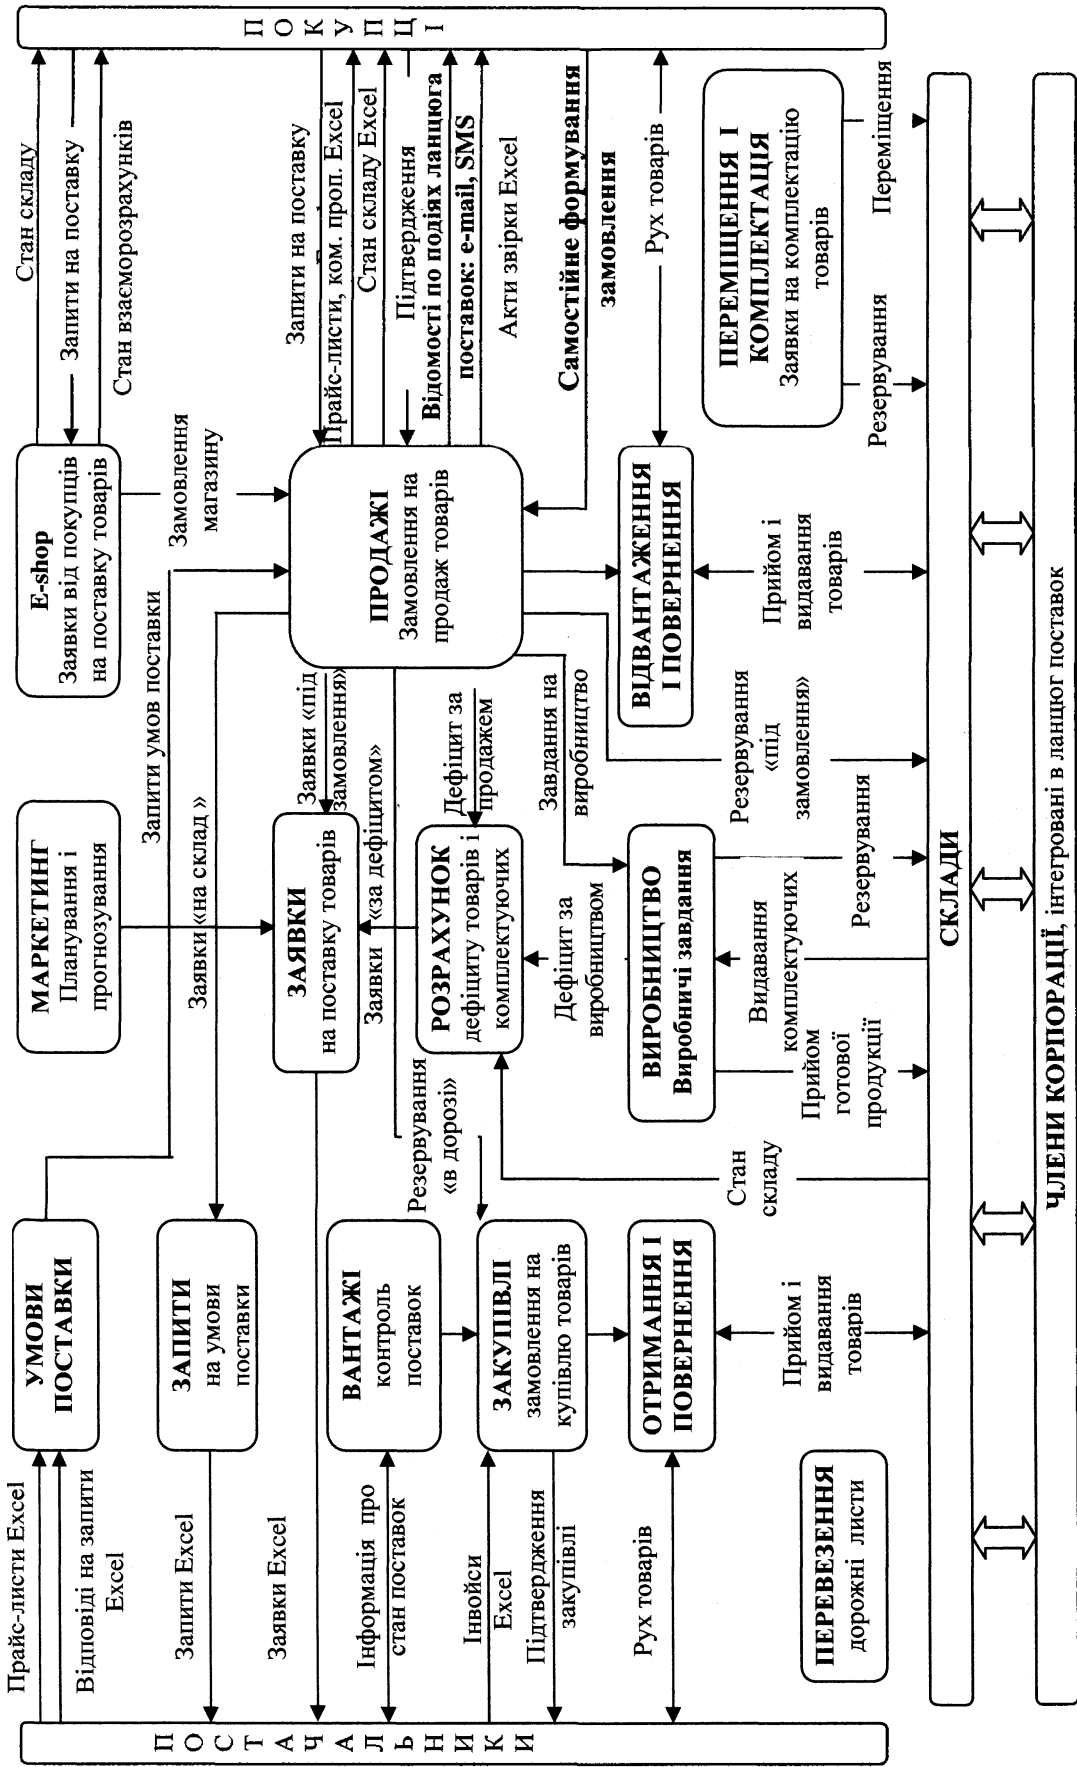 ПОСТАЧАЛЬНИКИ
Прайс-листи Excel
Відповіді на запити
Excel
Запити Excel
Заявки Excel
Інформація про
стан поставок
Інвойси
Excel
Підтвердження
закупівлі
Рух товарів
УМОВИ
ПОСТАВКИ
ЗАПИТИ
на умови
поставки
ВАНТАЖІ
контроль
поставок
ЗАКУПІВЛІ
замовлення на
купівлю товарів
ОТРИМАННЯ І
ПОВЕРНЕННЯ
ПЕРЕВЕЗЕННЯ
дорожні листи
Прийом і
видавання
товарів
МАРКЕТИНГ
Планування і
прогнозування
Запити умов поставки
Заявки «на склад »
ЗАЯВКИ
на поставку товарів
Заявки «за дефіцитом»
Заявки «під
замовлення»
РОЗРАХУНОК
дефіциту товарів і
комплектуючих
Резервування
«в дорозі»
Дефіцит за
продажем
Завдання на
виробництво
Дефіцит за
виробництвом
ВИРОБНИЦТВО
Виробничі завдання
Стан
складу
Прийом
готової
продукції
Видавання
комплектуючих
Резервування
Резервування
«під
замовлення»
E-shop
Заявки від покупців
на поставку товарів
Замовлення
магазину
ПРОДАЖІ
Замовлення на
продаж товарів
ВІДВАНТАЖЕННЯ
І ПОВЕРНЕННЯ
Прийом і
видавання
товарів
Стан складу
Запити на поставку
Стан взаєморозрахунків
Запити на поставку
Прайс-листи, ком. проп. Excel
Стан складу Excel
Підтвердження
Відомості по подіях ланцюга
поставок: e-mail, SMS
Акти звірки Excel
Самостійне формування
замовлення
Рух товарів
ПЕРЕМІЩЕННЯ І
КОМПЛЕКТАЦІЯ
Заявки на комплектацію
товарів
Резервування
Переміщення
ПОКУПЦІ
СКЛАДИ
ЧЛЕНИ КОРПОРАЦІЇ, інтегровані в ланцюг поставок